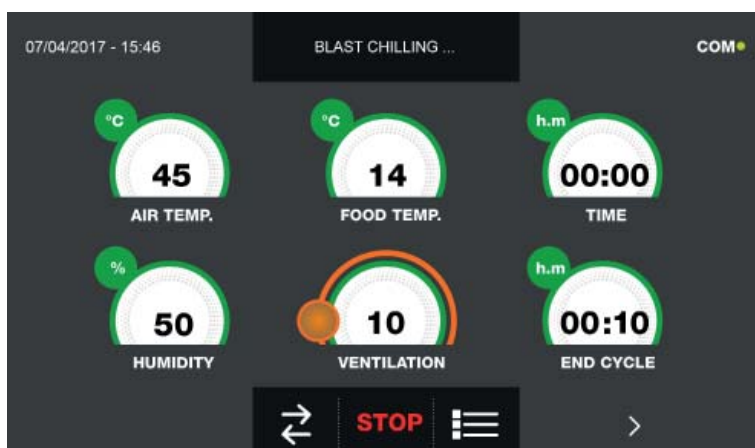 07/04/2017 - 15:46
BLAST CHILLING ...
COM
°C
45
AIR TEMP.
°C
14
FOOD TEMP.
h.m
00:00
TIME
%
50
HUMIDITY
10
VENTILATION
h.m
00:10
END CYCLE
STOP